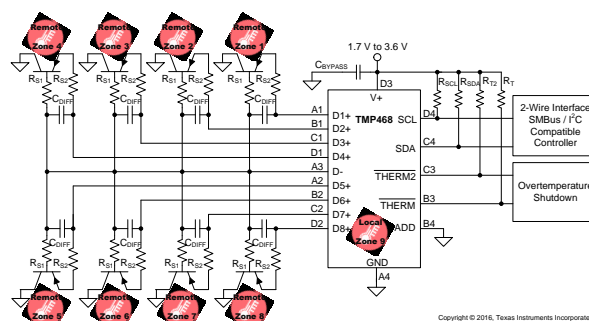 Remote Zone 4
Remote Zone 3
Remote Zone 2
Remote Zone 1
RS1 RS2 RS1 RS2 RS1 RS2 RS1 RS2
CDIFF CDIFF CDIFF CDIFF
1.7 V to 3.6 V
CBYPASS
D3
RSCL RSDA RT2 RT
V+
TMP468
A1 D1+
B1 D2+
C1 D3+
D1 D4+
A3 D-
A2 D5+
B2 D6+
C2 D7+
D2 D8+
SCL D4
SDA C4
THERM2 C3
THERM B3
ADD B4
GND
A4
2-Wire Interface
SMBus / I²C
Compatible
Controller
Overtemperature
Shutdown
Local Zone 9
CDIFF CDIFF CDIFF CDIFF
RS1 RS2 RS1 RS2 RS1 RS2 RS1 RS2
Remote Zone 5
Remote Zone 6
Remote Zone 7
Remote Zone 8
Copyright © 2016, Texas Instruments Incorporate